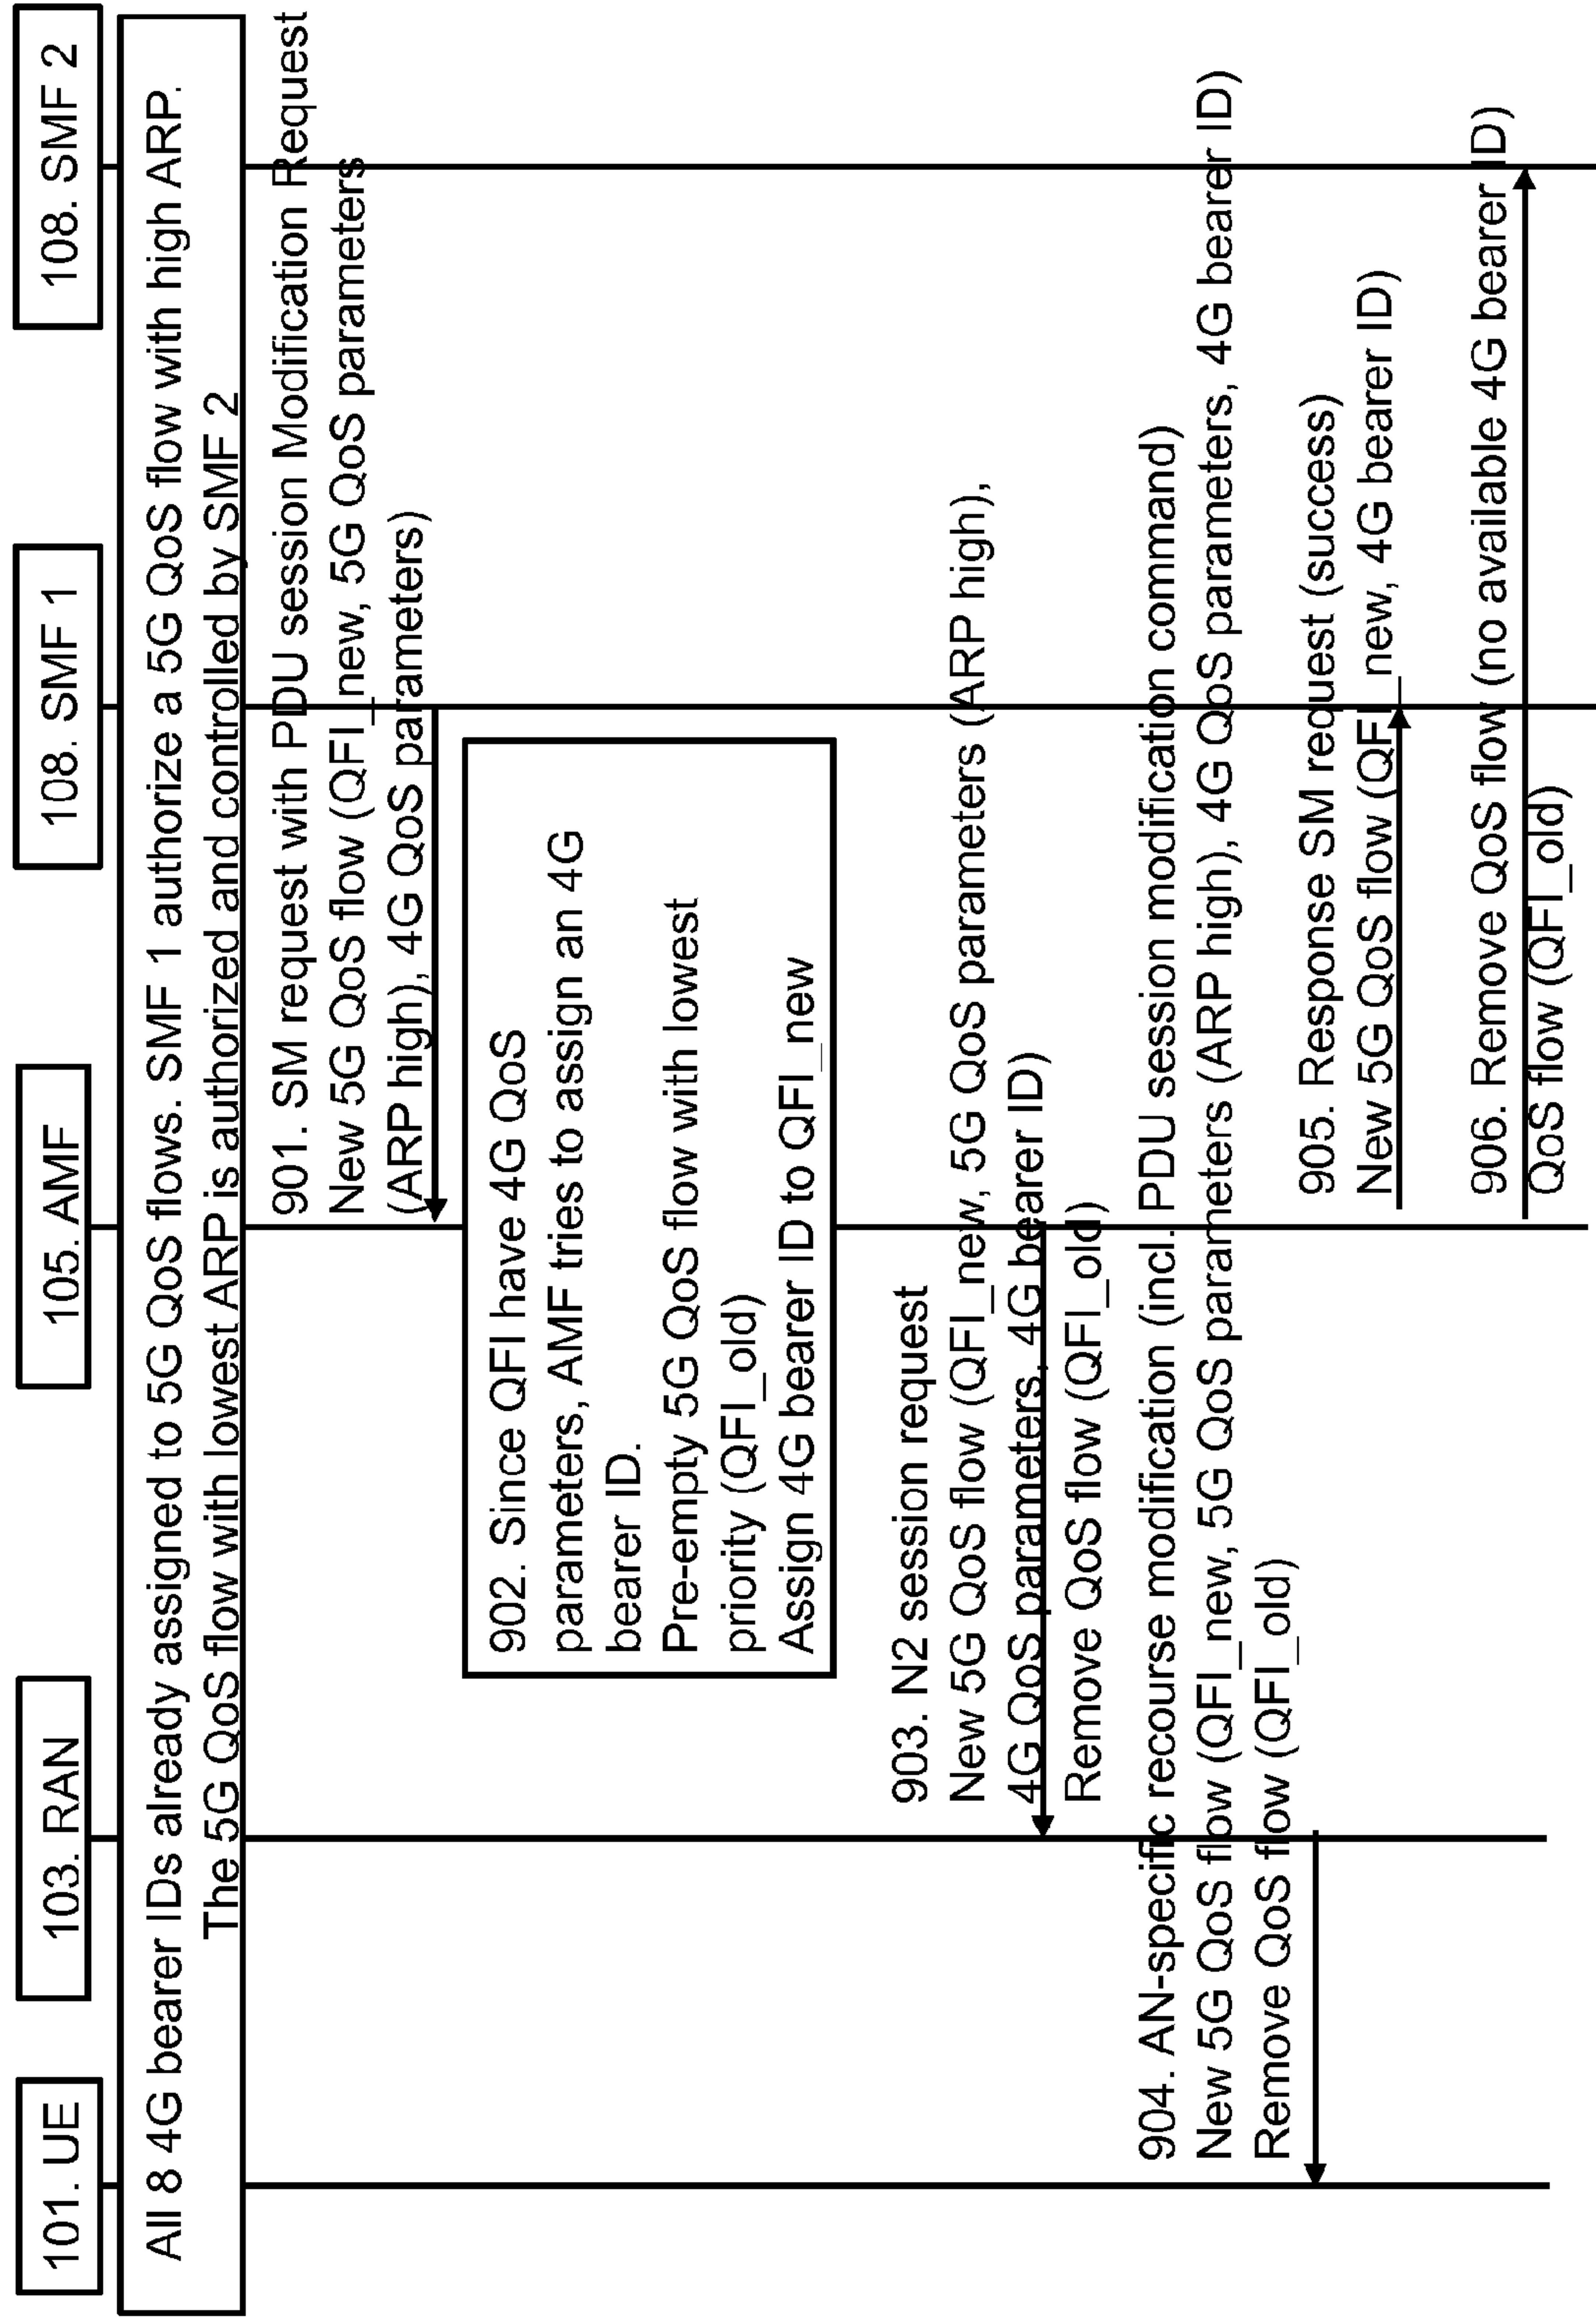 101. UE
103. RAN
105. AMF
108. SMF 1
108. SMF 2
All 8 4G bearer IDs already assigned to 5G QoS flows. SMF 1 authorize a 5G QoS flow with high ARP.
The 5G QoS flow with lowest ARP is authorized and controlled by SMF 2
901. SM request with PDU session Modification Request
New 5G QoS flow (QFI_new, 5G QoS parameters
(ARP high), 4G QoS parameters)
902. Since QFI have 4G QoS
parameters, AMF tries to assign an 4G
bearer ID.
Pre-empty 5G QoS flow with lowest
priority (QFI_old)
Assign 4G bearer ID to QFI_new
903. N2 session request
New 5G QoS flow (QFI_new, 5G QoS parameters (ARP high),
4G QoS parameters, 4G bearer ID)
Remove QoS flow (QFI_old)
904. AN-specific recourse modification (incl. PDU session modification command)
New 5G QoS flow (QFI_new, 5G QoS parameters (ARP high), 4G QoS parameters, 4G bearer ID)
Remove QoS flow (QFI_old)
905. Response SM request (success)
New 5G QoS flow (QFI_new, 4G bearer ID)
906. Remove QoS flow (no available 4G bearer ID)
QoS flow (QFI_old)